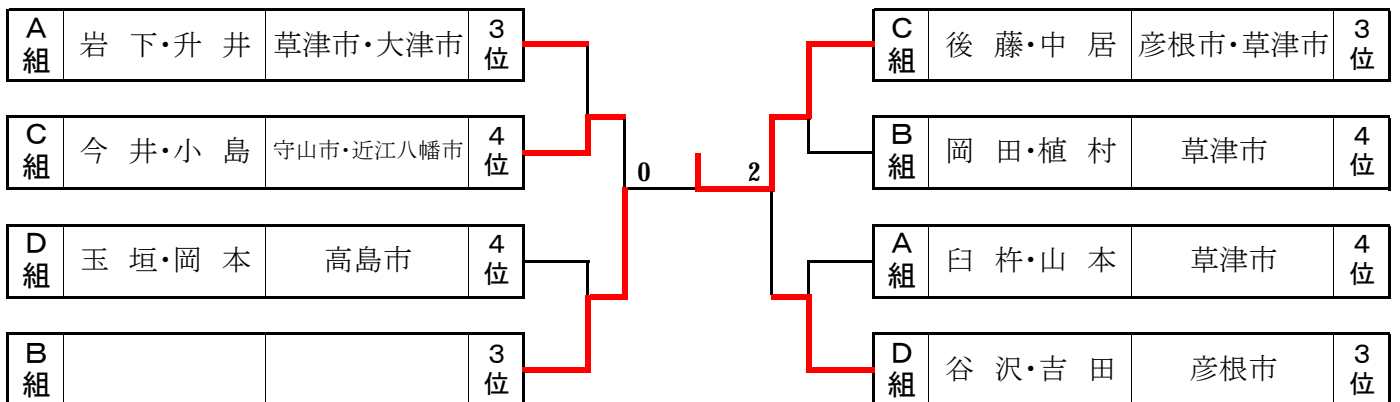 A組 岩 下・升 井 草津市・大津市 3位
C組 今 井・小 島 守山市・近江八幡市 4位
D組 玉 垣・岡 本 高島市 4位
B組 3位
0 2
C組 後 藤・中 居 彦根市・草津市 3位
B組 岡 田・植 村 草津市 4位
A組 臼 杵・山 本 草津市 4位
D組 谷 沢・吉 田 彦根市 3位